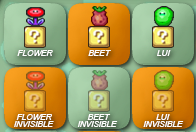 ?
?
?
FLOWER
BEET
LUI
?
?
?
FLOWER
INVISIBLE
BEET
INVISIBLE
LUI
INVISIBLE